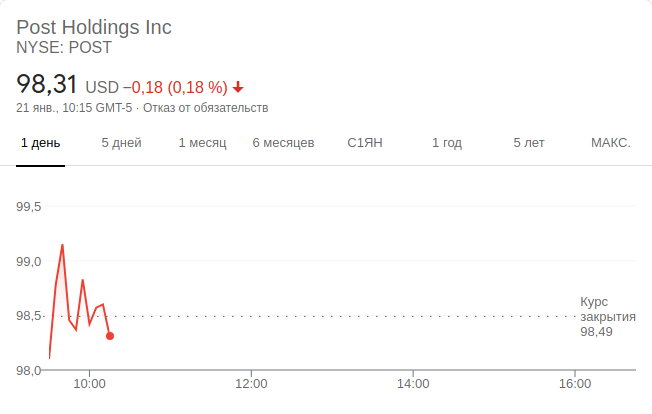 Post Holdings Inc
NYSE: POST
98,31 USD −0,18 (0,18 %)
21 янв., 10:15 GMT-5 · Отказ от обязательств
1 день 5 дней 1 месяц 6 месяцев С1ЯН 1 год 5 лет МАКС.
99,5
99,0
98,5
98,0
Курс
закрытия
98,49
10:00 12:00 14:00 16:00